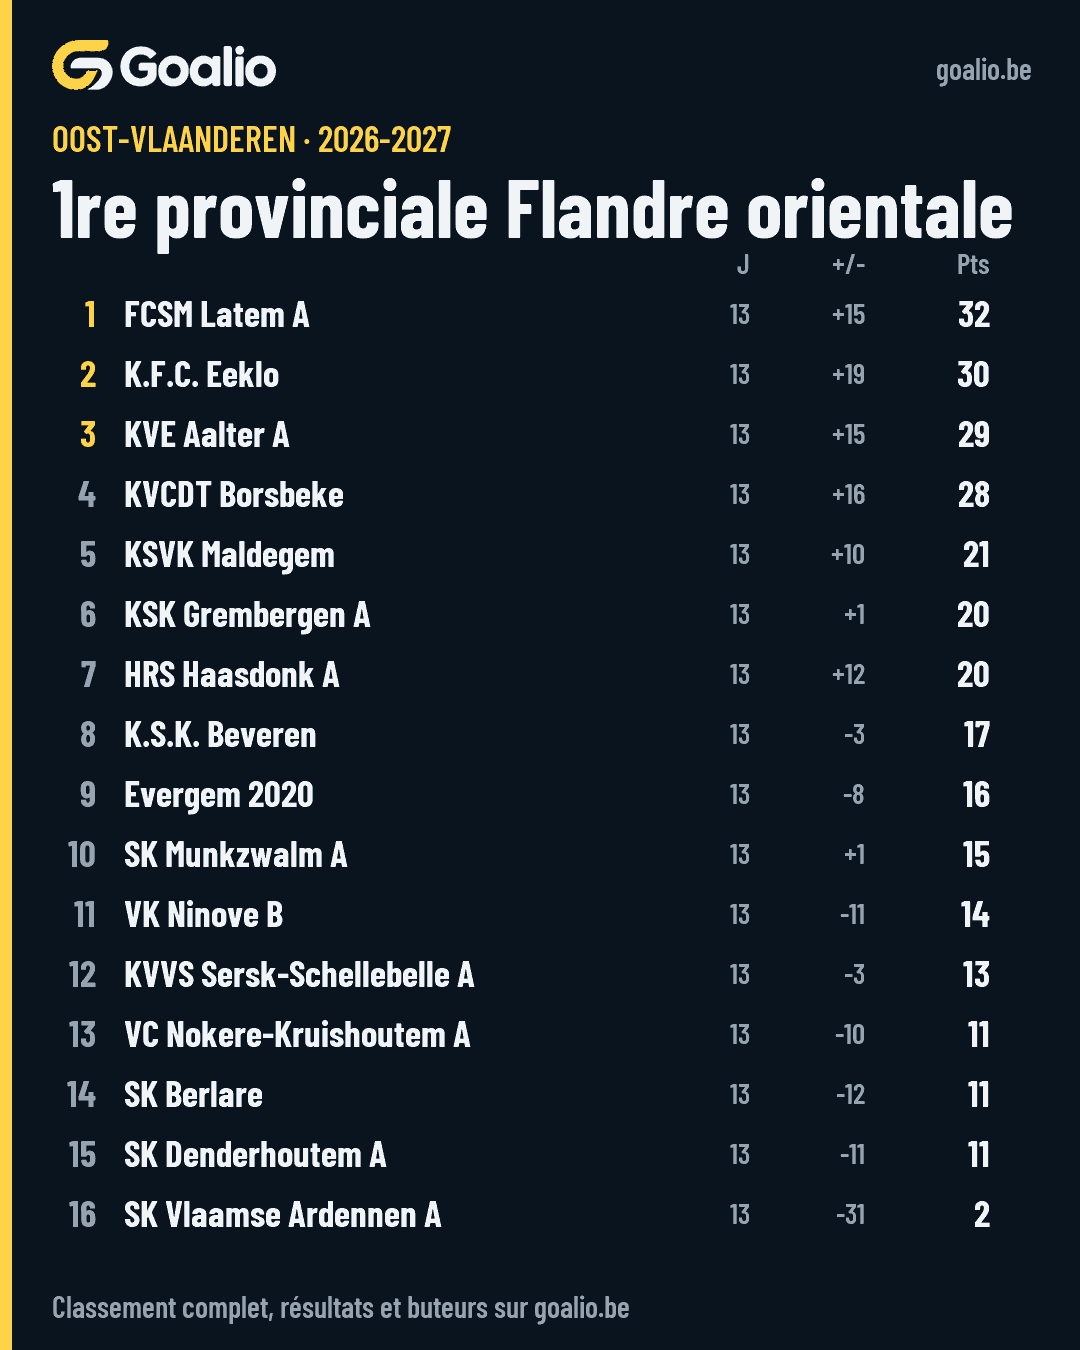 Goalio
goalio.be
OOST-VLAANDEREN · 2026-2027
1re provinciale Flandre orientale
J +/- Pts
1 FCSM Latem A 13 +15 32
2 K.F.C. Eeklo 13 +19 30
3 KVE Aalter A 13 +15 29
4 KVCDT Borsbeke 13 +16 28
5 KSVK Maldegem 13 +10 21
6 KSK Grembergen A 13 +1 20
7 HRS Haasdonk A 13 +12 20
8 K.S.K. Beveren 13 -3 17
9 Evergem 2020 13 -8 16
10 SK Munkzwalm A 13 +1 15
11 VK Ninove B 13 -11 14
12 KVVS Sersk-Schellebelle A 13 -3 13
13 VC Nokere-Kruishoutem A 13 -10 11
14 SK Berlare 13 -12 11
15 SK Denderhoutem A 13 -11 11
16 SK Vlaamse Ardennen A 13 -31 2
Classement complet, résultats et buteurs sur goalio.be